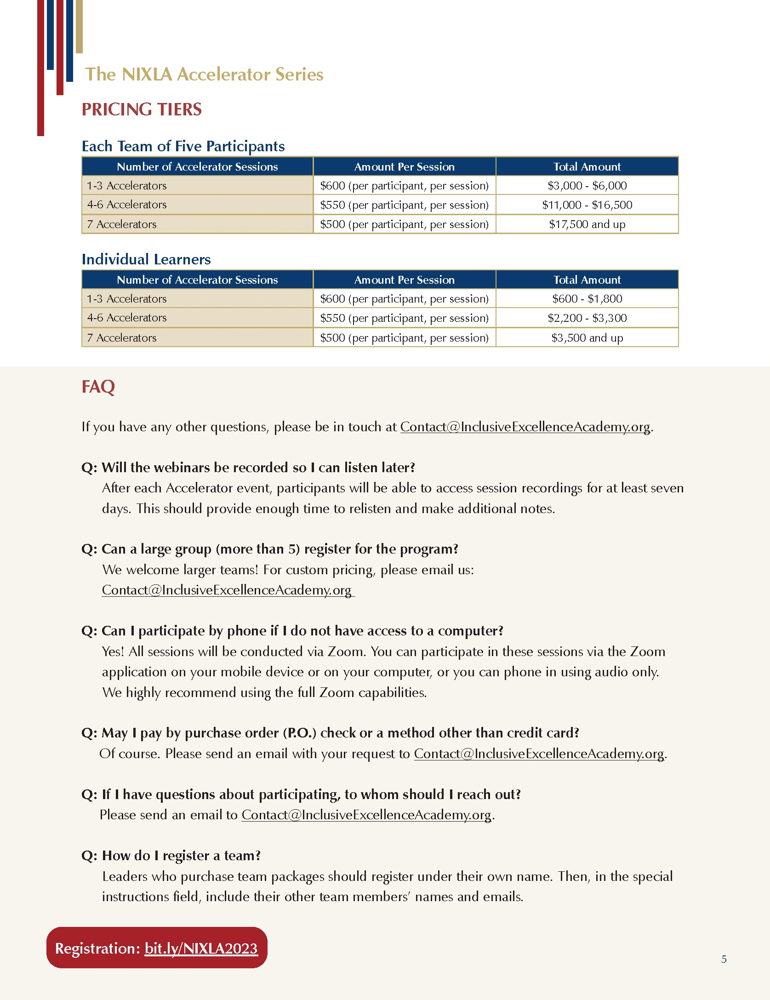 The NIXLA Accelerator Series
PRICING TIERS
Each Team of Five Participants
Number of Accelerator Sessions Amount Per Session Total Amount
1-3 Accelerators $600 (per participant, per session) $3,000 - $6,000
4-6 Accelerators $550 (per participant, per session) $11,000 - $16,500
7 Accelerators $500 (per participant, per session) $17,500 and up
Individual Learners
Number of Accelerator Sessions Amount Per Session Total Amount
1-3 Accelerators $600 (per participant, per session) $600 - $1,800
4-6 Accelerators $550 (per participant, per session) $2,200 - $3,300
7 Accelerators $500 (per participant, per session) $3,500 and up
FAQ
If you have any other questions, please be in touch at Contact@InclusiveExcellenceAcademy.org.
Q: Will the webinars be recorded so I can listen later?
After each Accelerator event, participants will be able to access session recordings for at least seven
days. This should provide enough time to relisten and make additional notes.
Q: Can a large group (more than 5) register for the program?
We welcome larger teams! For custom pricing, please email us:
Contact@InclusiveExcellenceAcademy.org
Q: Can I participate by phone if I do not have access to a computer?
Yes! All sessions will be conducted via Zoom. You can participate in these sessions via the Zoom
application on your mobile device or on your computer, or you can phone in using audio only.
We highly recommend using the full Zoom capabilities.
Q: May I pay by purchase order (P.O.) check or a method other than credit card?
Of course. Please send an email with your request to Contact@InclusiveExcellenceAcademy.org.
Q: If I have questions about participating, to whom should I reach out?
Please send an email to Contact@InclusiveExcellenceAcademy.org.
Q: How do I register a team?
Leaders who purchase team packages should register under their own name. Then, in the special
instructions field, include their other team members’ names and emails.
Registration: bit.ly/NIXLA2023
5